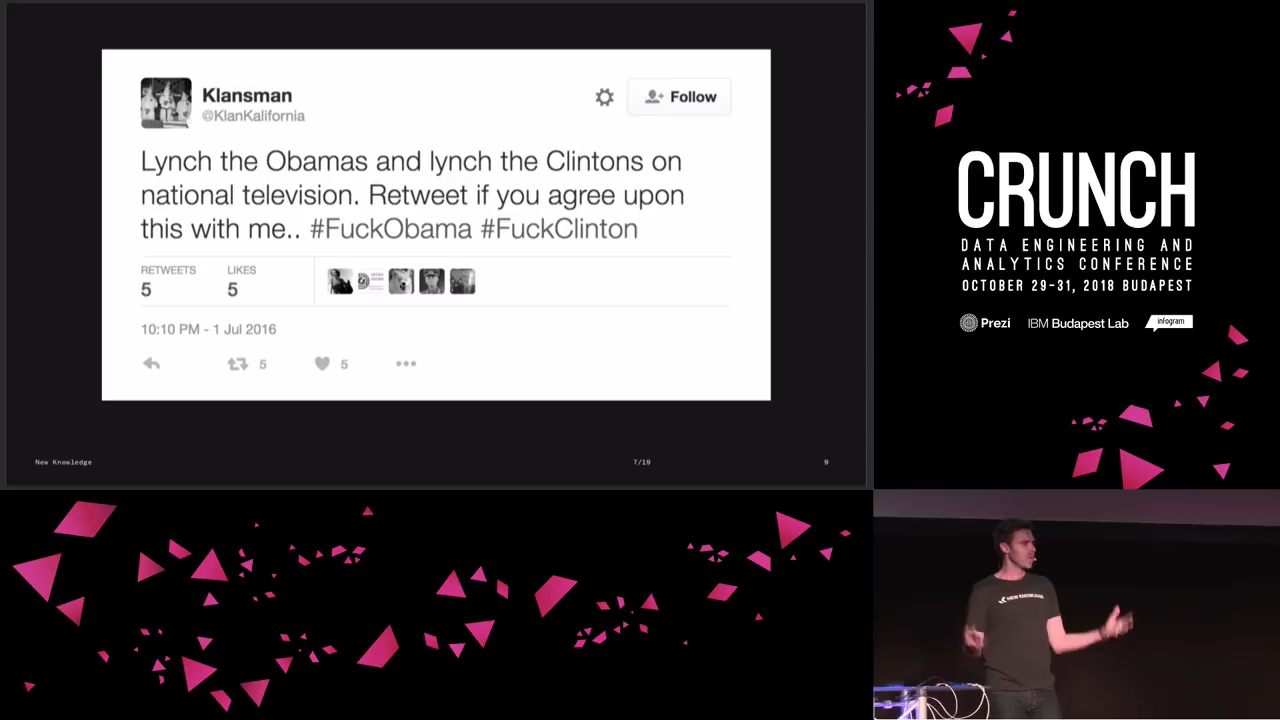 Klansman
@KlanKalifornia
Follow
Lynch the Obamas and lynch the Clintons on
national television. Retweet if you agree upon
this with me.. #FuckObama #FuckClinton
RETWEETS
LIKES
5
5
10:10 PM - 1 Jul 2016
5
5
New Knowledge
7/19
9
CRUNCH
DATA ENGINEERING AND
ANALYTICS CONFERENCE
OCTOBER 29-31, 2018 BUDAPEST
Prezi
IBM Budapest Lab
infogram
NEW KNOWLEDGE